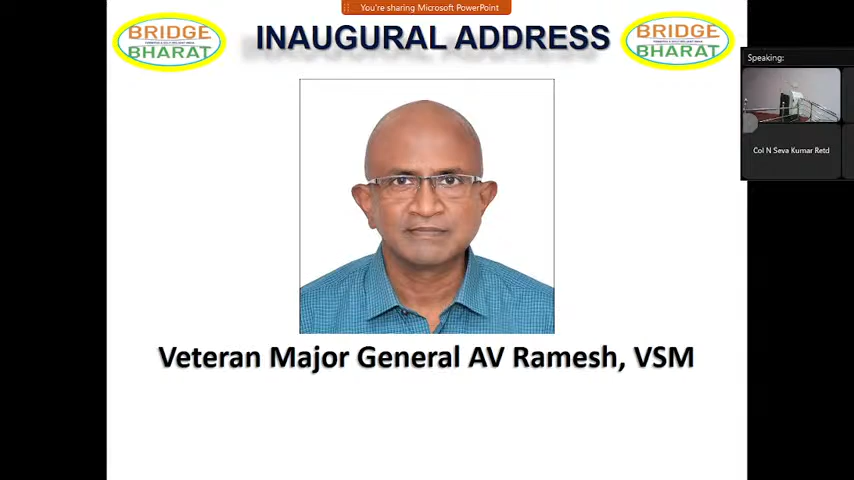 You're sharing Microsoft PowerPoint
BRIDGE
BHARAT
INAUGURAL ADDRESS
BRIDGE
BHARAT
Speaking:
Col N Seva Kumar Retd
Veteran Major General AV Ramesh, VSM